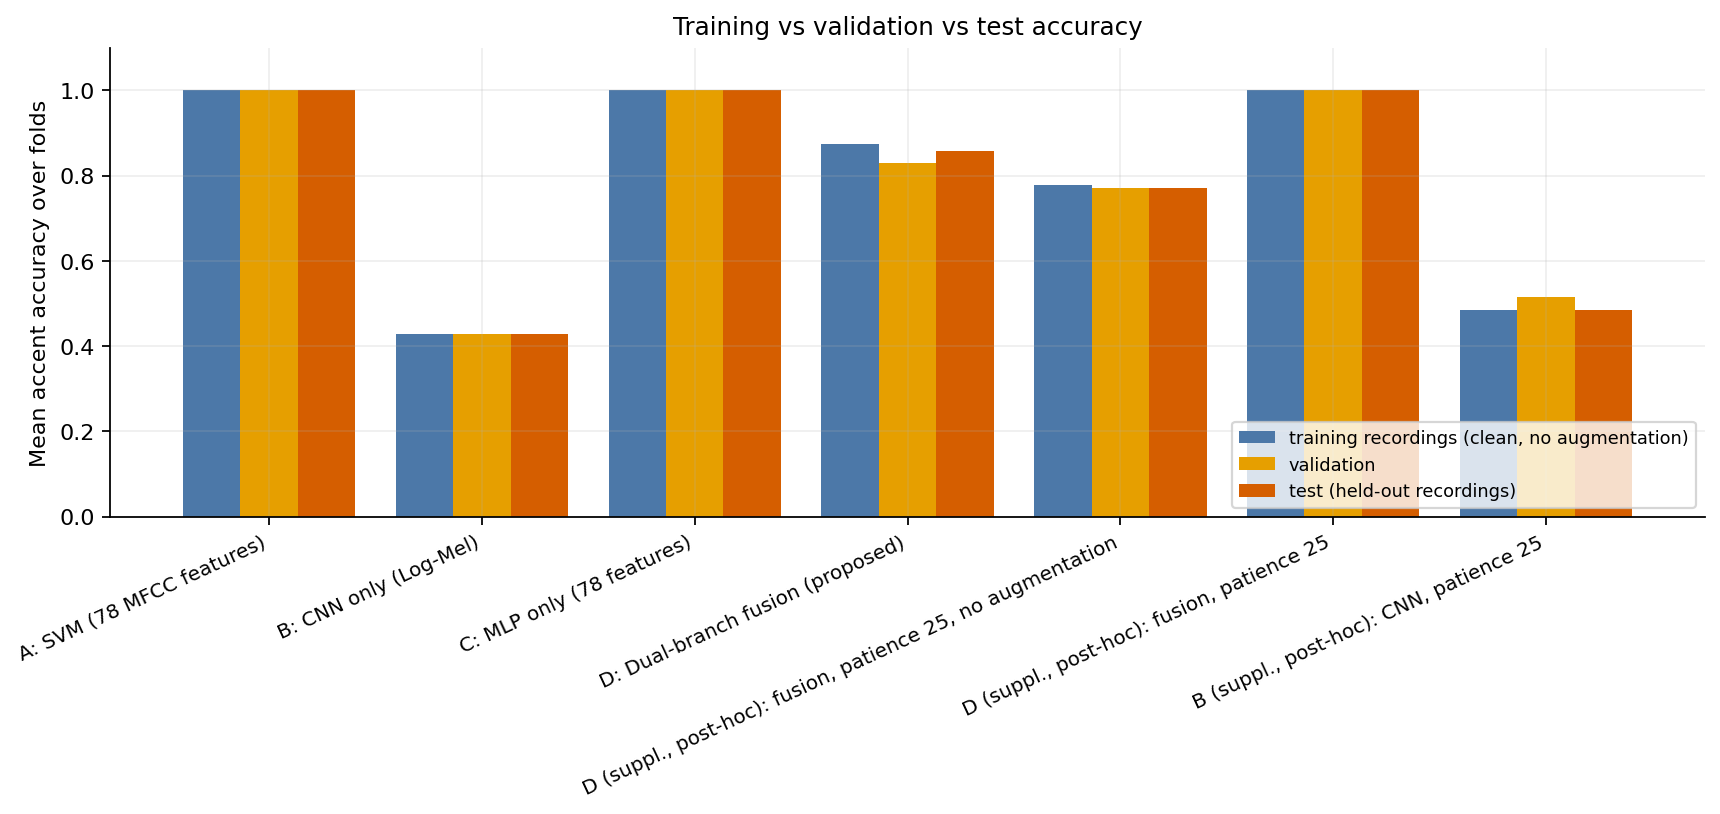 Training vs validation vs test accuracy
Mean accent accuracy over folds
1.0
0.8
0.6
0.4
0.2
0.0
training recordings (clean, no augmentation)
validation
test (held-out recordings)
A: SVM (78 MFCC features)
B: CNN only (Log-Mel)
C: MLP only (78 features)
D: Dual-branch fusion (proposed)
D (suppl., post-hoc): fusion, patience 25, no augmentation
D (suppl., post-hoc): fusion, patience 25
B (suppl., post-hoc): CNN, patience 25